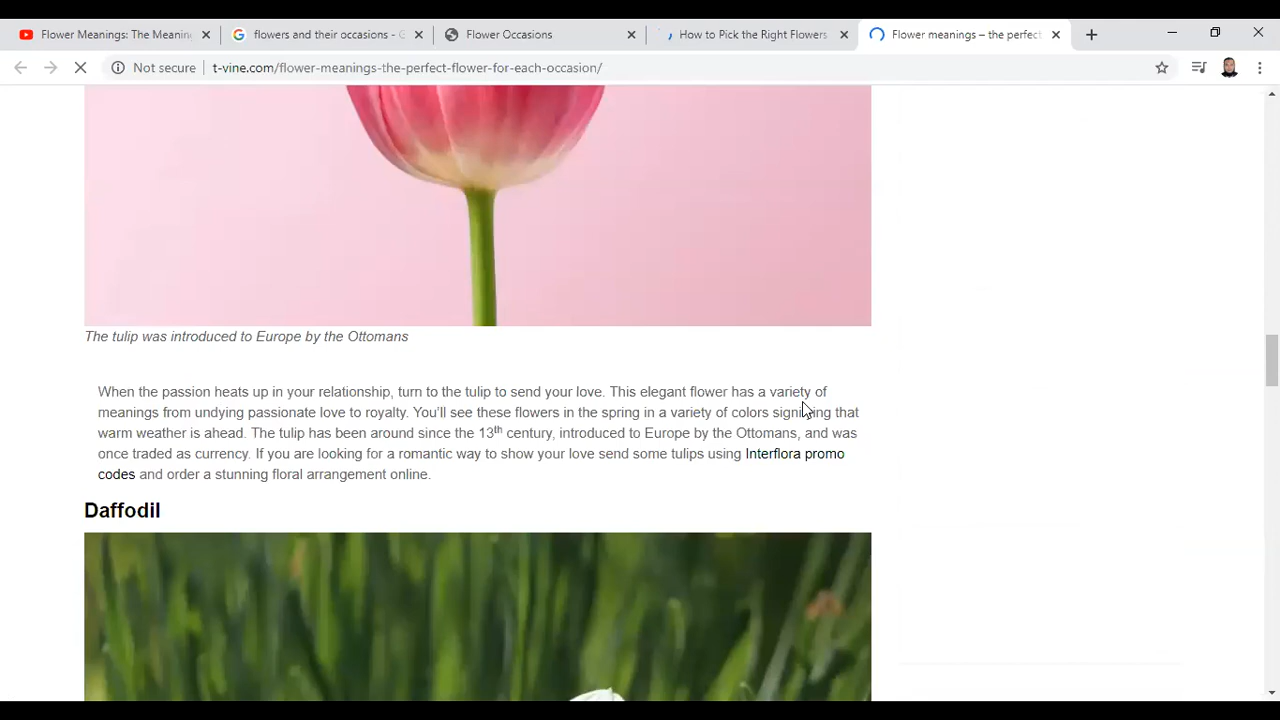 Flower Meanings: The Meaning
flowers and their occasions - G
Flower Occasions
How to Pick the Right Flowers
Flower meanings – the perfect
Not secure
t-vine.com/flower-meanings-the-perfect-flower-for-each-occasion/
The tulip was introduced to Europe by the Ottomans
When the passion heats up in your relationship, turn to the tulip to send your love. This elegant flower has a variety of
meanings from undying passionate love to royalty. You'll see these flowers in the spring in a variety of colors signifying that
warm weather is ahead. The tulip has been around since the 13th century, introduced to Europe by the Ottomans, and was
once traded as currency. If you are looking for a romantic way to show your love send some tulips using Interflora promo
codes and order a stunning floral arrangement online.
Daffodil